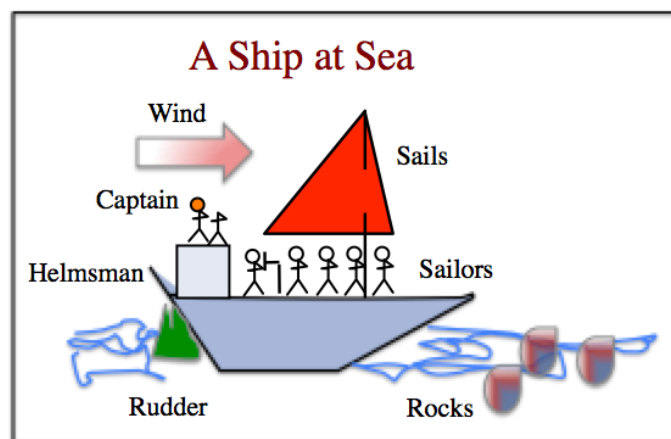 A Ship at Sea
Wind
Sails
Captain
Helmsman
Sailors
Rudder
Rocks